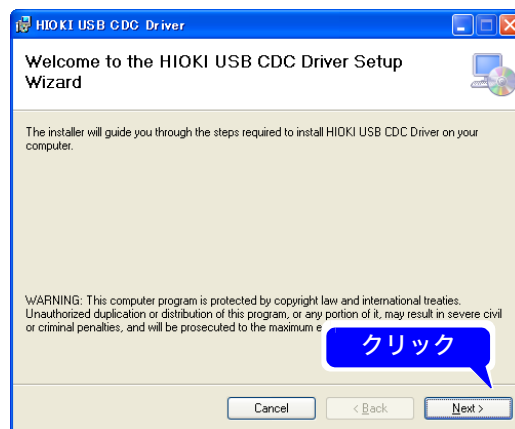 HIOKI USB CDC Driver
Welcome to the HIOKI USB CDC Driver Setup
Wizard
The installer will guide you through the steps required to install HIOKI USB CDC Driver on your
computer.
WARNING: This computer program is protected by copyright law and international treaties.
Unauthorized duplication or distribution of this program, or any portion of it, may result in severe civil
or criminal penalties, and will be prosecuted to the maximum
クリック
Cancel
< Back
Next >